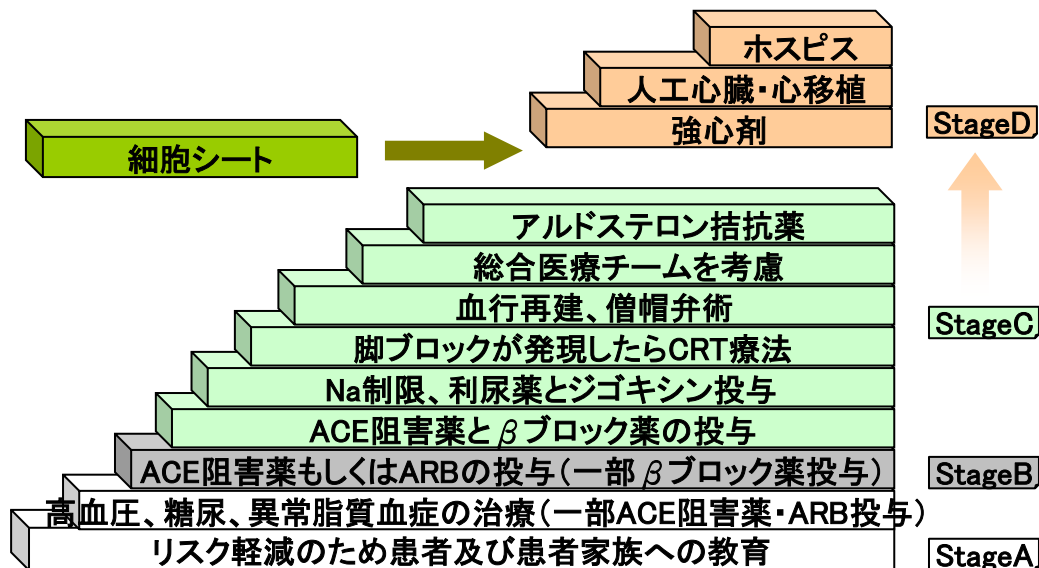 ホスピス
人工心臓・心移植
強心剤
StageD
細胞シート
アルドステロン拮抗薬
総合医療チームを考慮
血行再建、僧帽弁術
StageC
脚ブロックが発現したらCRT療法
Na制限、利尿薬とジゴキシン投与
ACE阻害薬とβブロック薬の投与
ACE阻害薬もしくはARBの投与（一部βブロック薬投与）
StageB
高血圧、糖尿、異常脂質血症の治療（一部ACE阻害薬・ARB投与）
リスク軽減のため患者及び患者家族への教育
StageA